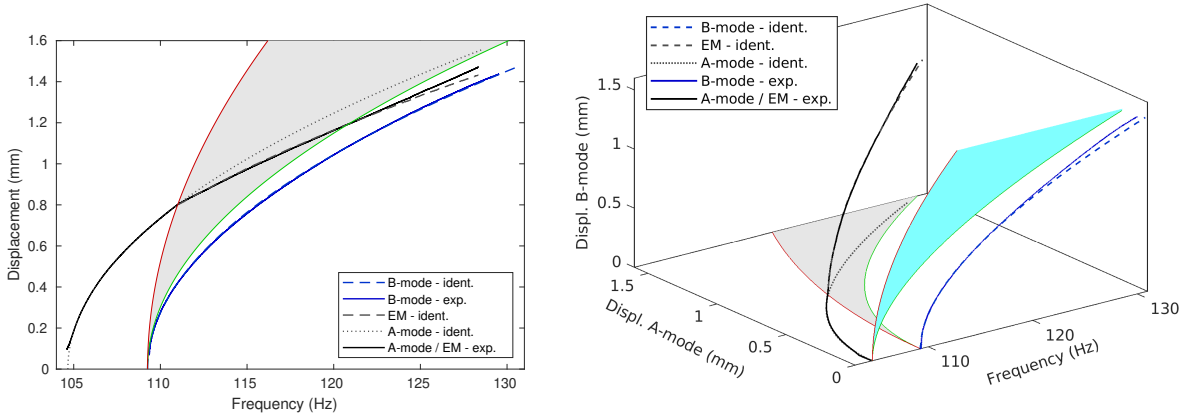 1.6
1.4
1.2
1
0.8
0.6
0.4
0.2
0
Displacement (mm)
105
110
115
120
125
130
Frequency (Hz)
B-mode - ident.
B-mode - exp.
EM - ident.
A-mode - ident.
A-mode / EM - exp.
B-mode - ident.
EM - ident.
A-mode - ident.
B-mode - exp.
A-mode / EM - exp.
1.5
1
0.5
0
Displ. B-mode (mm)
1.5
1
0.5
0
Displ. A-mode (mm)
110
120
130
Frequency (Hz)